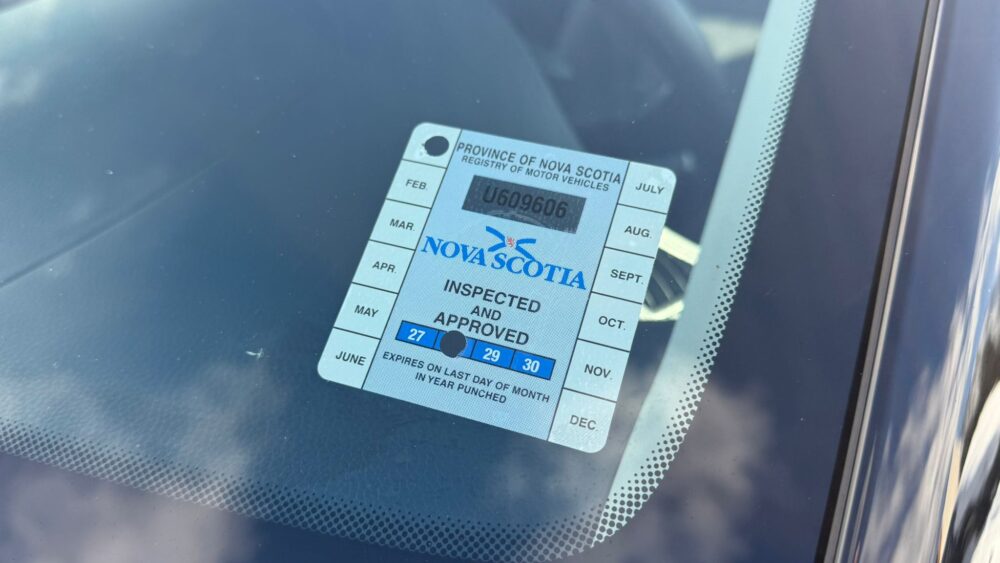 PROVINCE OF NOVA SCOTIA
REGISTRY OF MOTOR VEHICLES
U609606
NOVA SCOTIA
INSPECTED
AND
APPROVED
27 29 30
EXPIRES ON LAST DAY OF MONTH
IN YEAR PUNCHED
FEB.
MAR.
APR.
MAY
JUNE
JULY
AUG.
SEPT.
OCT.
NOV.
DEC.